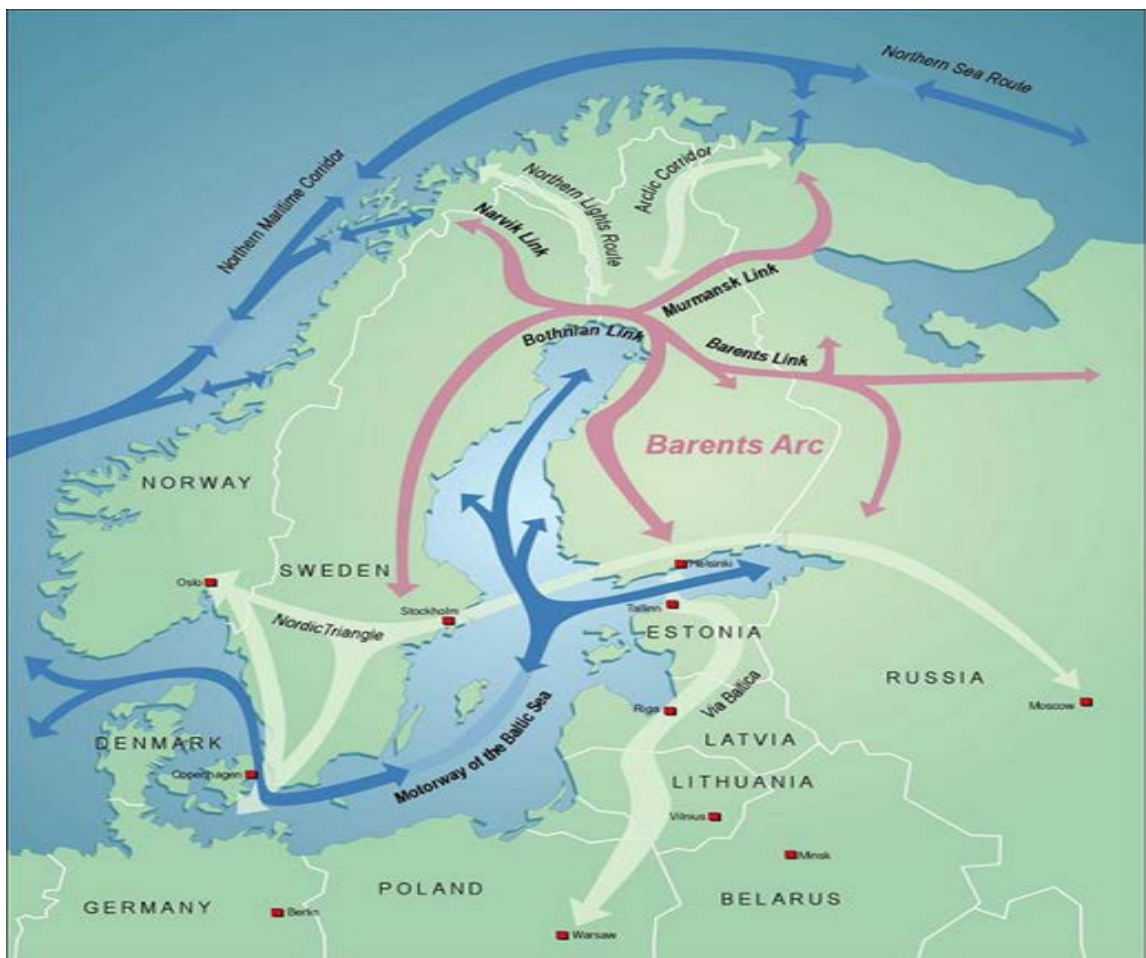 Northern Sea Route
Northern Maritime Corridor
Northern Lights Route
Arctic Corridor
Narvik Link
Murmansk Link
Bothnian Link
Barents Link
Barents Arc
NORWAY
SWEDEN
Oslo
Helsinki
Stockholm
Tallinn
NordicTriangle
ESTONIA
RUSSIA
Moscow
Riga
Via Baltica
DENMARK
LATVIA
Copenhagen
Motorway of the Baltic Sea
LITHUANIA
Vilnius
Minsk
POLAND
BELARUS
GERMANY
Berlin
Warsaw